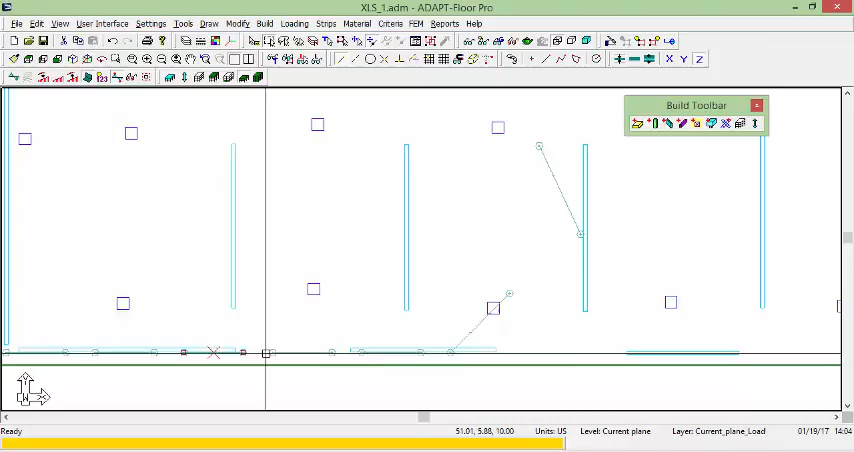 XLS_1.adm - ADAPT-Floor Pro
File Edit View User Interface Settings Tools Draw Modify Build Loading Strips Material Criteria FEM Reports Help
X Y Z
Build Toolbar
Ready 51.01, 5.88, 10.00 Units: US Level: Current plane Layer: Current_plane_Load 01/19/17 14:04